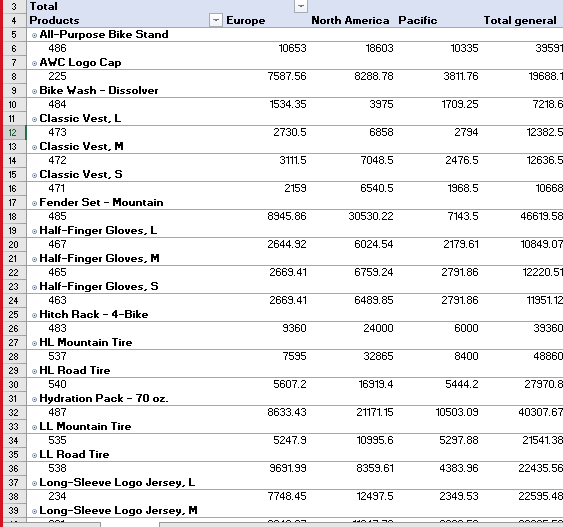 3 Total
4 Products Europe North America Pacific Total general
5 All-Purpose Bike Stand
6 486 10653 18603 10335 39591
7 AWC Logo Cap
8 225 7587.56 8288.78 3811.76 19688.1
9 Bike Wash - Dissolver
10 484 1534.35 3975 1709.25 7218.6
11 Classic Vest, L
12 473 2730.5 6858 2794 12382.5
13 Classic Vest, M
14 472 3111.5 7048.5 2476.5 12636.5
15 Classic Vest, S
16 471 2159 6540.5 1968.5 10668
17 Fender Set - Mountain
18 485 8945.86 30530.22 7143.5 46619.58
19 Half-Finger Gloves, L
20 467 2644.92 6024.54 2179.61 10849.07
21 Half-Finger Gloves, M
22 465 2669.41 6759.24 2791.86 12220.51
23 Half-Finger Gloves, S
24 463 2669.41 6489.85 2791.86 11951.12
25 Hitch Rack - 4-Bike
26 483 9360 24000 6000 39360
27 HL Mountain Tire
28 537 7595 32865 8400 48860
29 HL Road Tire
30 540 5607.2 16919.4 5444.2 27970.8
31 Hydration Pack - 70 oz.
32 487 8633.43 21171.15 10503.09 40307.67
33 LL Mountain Tire
34 535 5247.9 10995.6 5297.88 21541.38
35 LL Road Tire
36 538 9691.99 8359.61 4383.96 22435.56
37 Long-Sleeve Logo Jersey, L
38 234 7748.45 12497.5 2349.53 22595.48
39 Long-Sleeve Logo Jersey, M